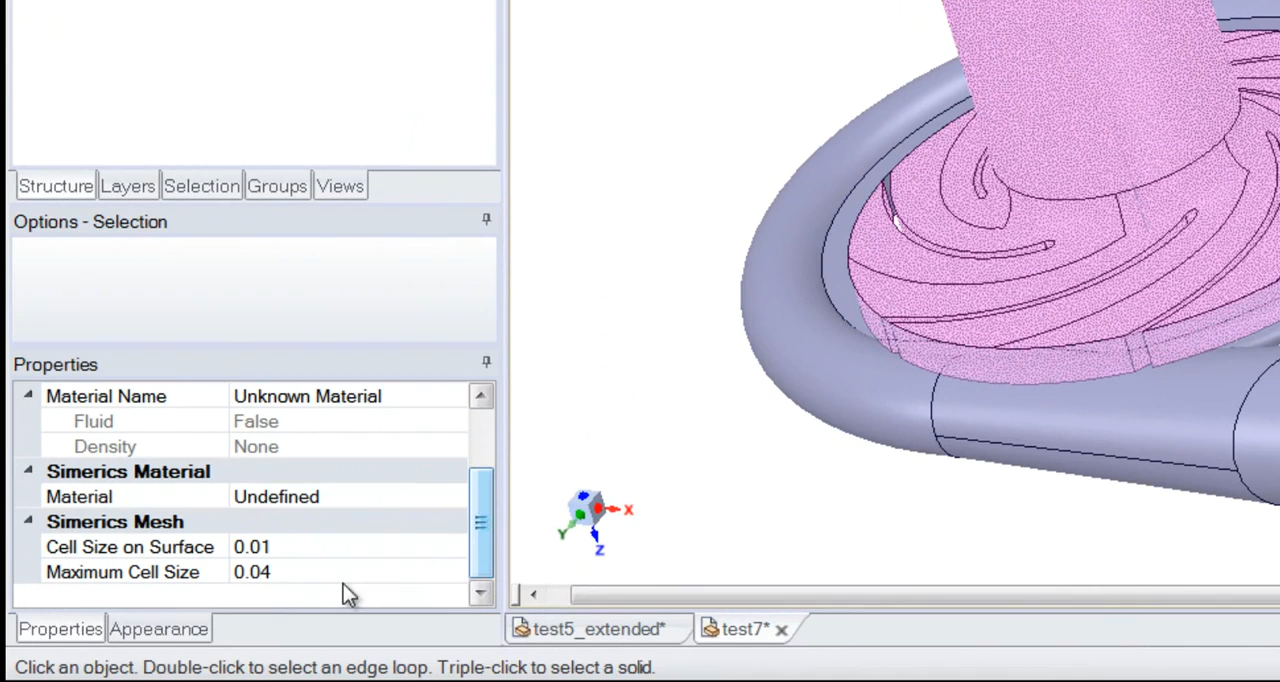 Structure Layers Selection Groups Views
Options - Selection
Properties
Material Name Unknown Material
Fluid False
Density None
Simerics Material
Material Undefined
Simerics Mesh
Cell Size on Surface 0.01
Maximum Cell Size 0.04
X
Y
Z
Properties Appearance
test5_extended* test7*
Click an object. Double-click to select an edge loop. Triple-click to select a solid.